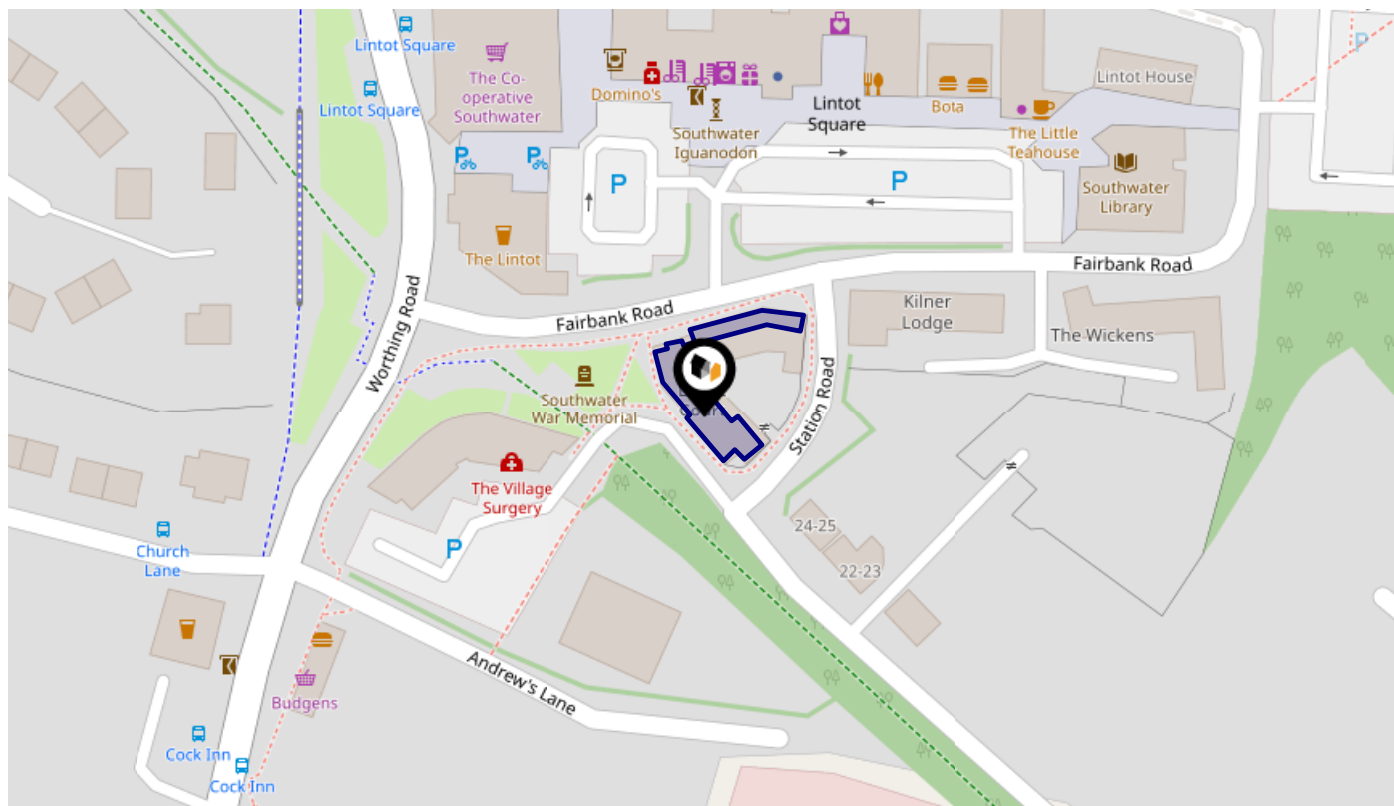 Lintot Square
Lintot Square
The Co-
operative
Southwater
Domino's
Southwater
Iguanodon
Lintot
Square
Bota
Lintot House
The Little
Teahouse
Southwater
Library
P
P
P
P
P
The Lintot
Fairbank Road
Fairbank Road
Worthing Road
Kilner
Lodge
The Wickens
Station Road
Southwater
War Memorial
The Village
Surgery
P
24-25
22-23
Church
Lane
Andrew's Lane
Budgens
Cock Inn
Cock Inn